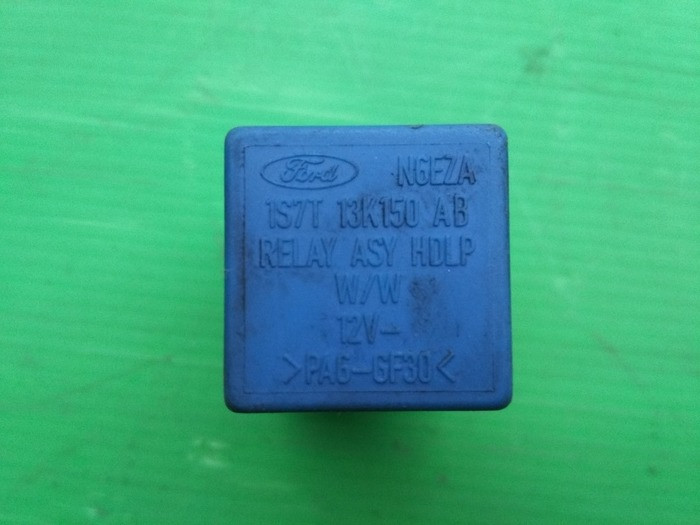 Ford N6EZA
1S7T 13K150 AB
RELAY ASY HDLP
W/W
12V-
>PA6-GF30<